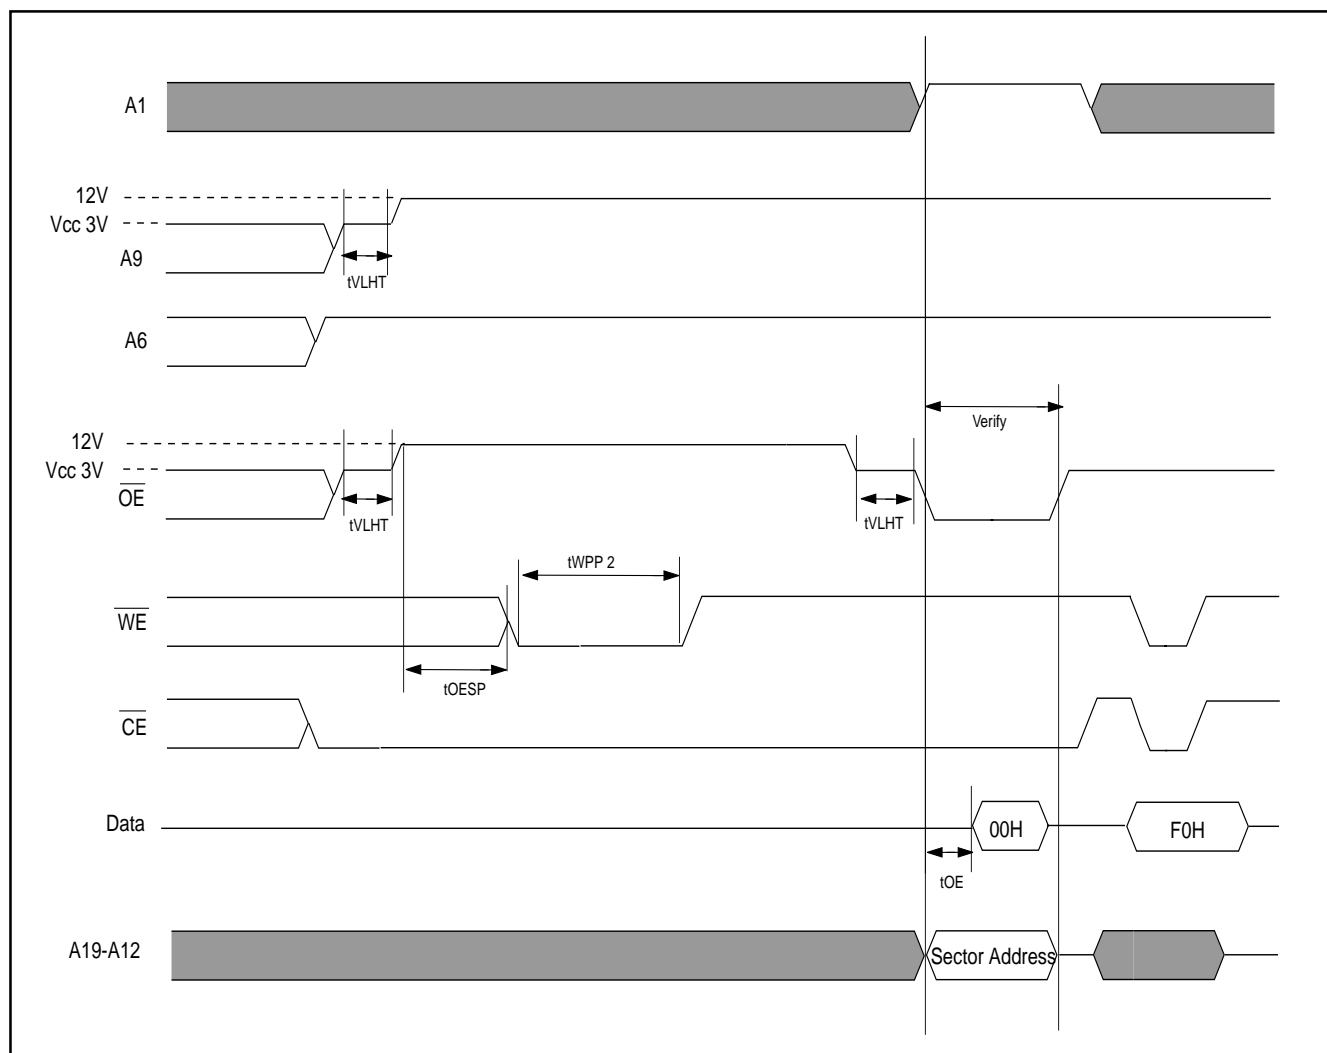 A1
12V
Vcc 3V
A9
tVLHT
A6
Verify
12V
Vcc 3V
OE
tVLHT
tVLHT
tWPP 2
WE
tOESP
CE
Data
00H
F0H
tOE
A19-A12
Sector Address